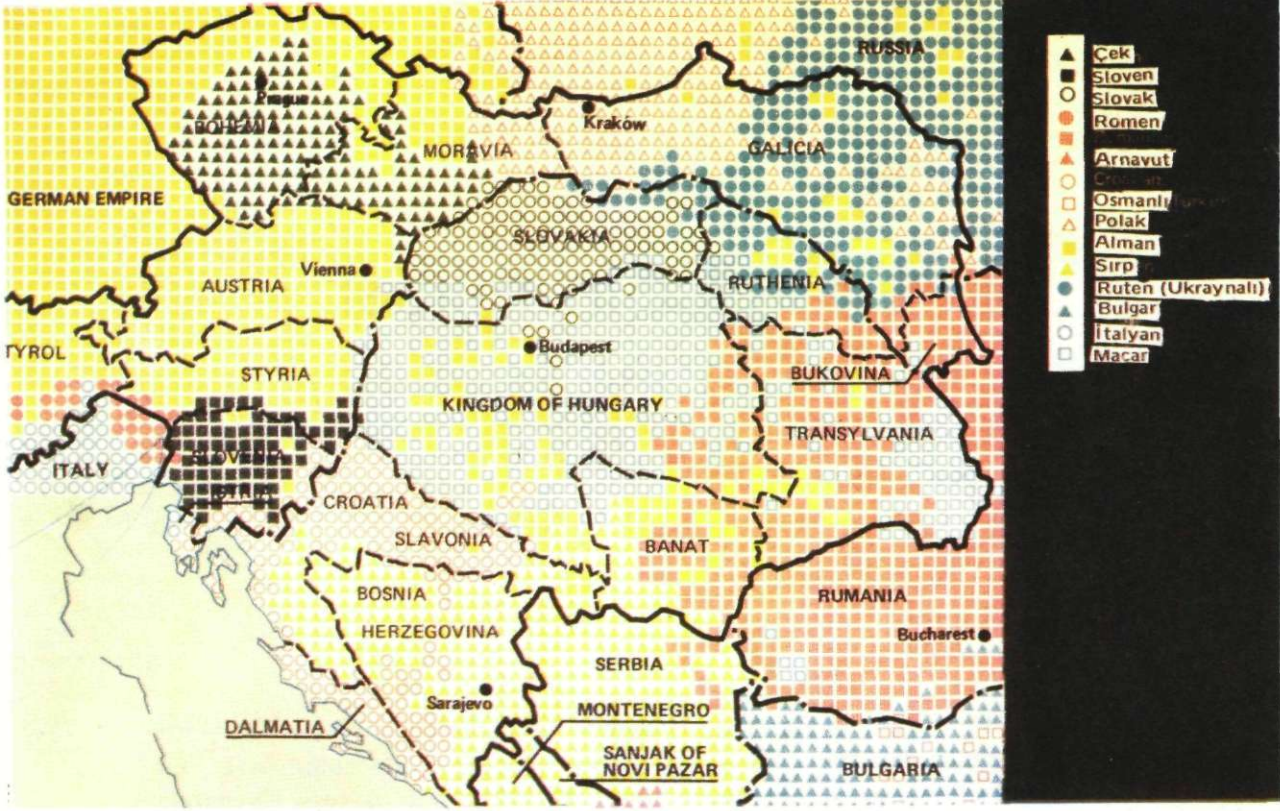 RUSSIA
Prague
BOHEMIA
Kraków
MORAVIA
GALICIA
GERMAN EMPIRE
SLOVAKIA
Vienna
AUSTRIA
RUTHENIA
TYROL
Budapest
STYRIA
BUKOVINA
KINGDOM OF HUNGARY
TRANSYLVANIA
ITALY
SLOVENIA
ISTRIA
CROATIA
SLAVONIA
BANAT
BOSNIA
HERZEGOVINA
RUMANIA
Bucharest
SERBIA
Sarajevo
MONTENEGRO
DALMATIA
SANJAK OF
NOVI PAZAR
BULGARIA
Çek
Sloven
Slovak
Romen
Arnavut
Osmanlı
Polak
Alman
Sırp
Ruten (Ukraynalı)
Bulgar
İtalyan
Macar